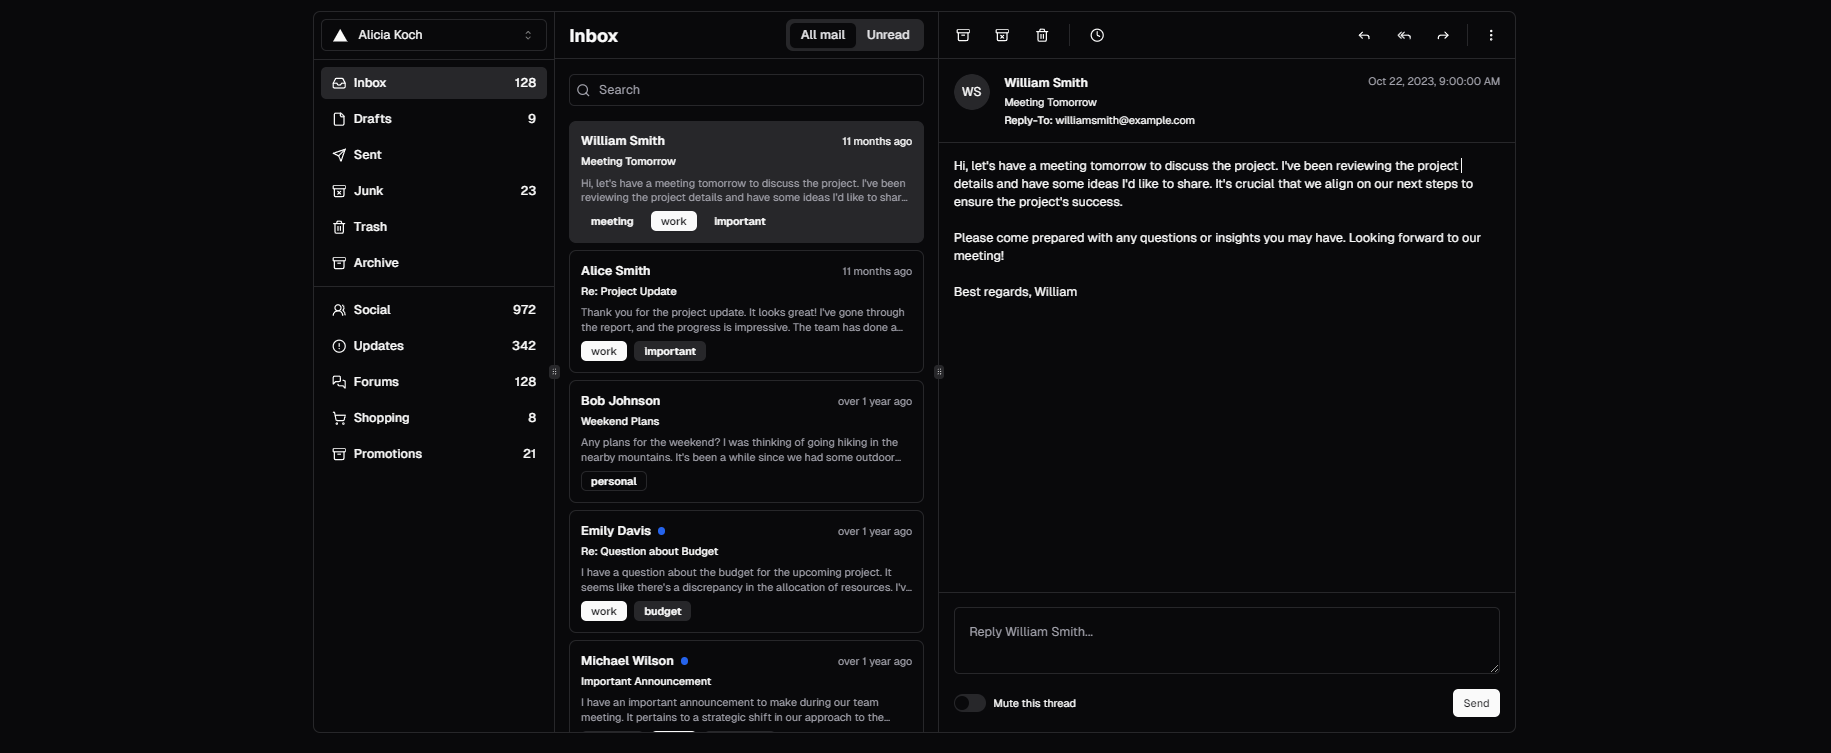 Alicia Koch
Inbox 128
Drafts 9
Sent
Junk 23
Trash
Archive
Social 972
Updates 342
Forums 128
Shopping 8
Promotions 21
Inbox
All mail Unread
Search
William Smith 11 months ago
Meeting Tomorrow
Hi, let's have a meeting tomorrow to discuss the project. I've been
reviewing the project details and have some ideas I'd like to shar...
meeting work important
Alice Smith 11 months ago
Re: Project Update
Thank you for the project update. It looks great! I've gone through
the report, and the progress is impressive. The team has done a...
work important
Bob Johnson over 1 year ago
Weekend Plans
Any plans for the weekend? I was thinking of going hiking in the
nearby mountains. It's been a while since we had some outdoor...
personal
Emily Davis over 1 year ago
Re: Question about Budget
I have a question about the budget for the upcoming project. It
seems like there's a discrepancy in the allocation of resources. I'v...
work budget
Michael Wilson over 1 year ago
Important Announcement
I have an important announcement to make during our team
meeting. It pertains to a strategic shift in our approach to the...
WS
William Smith Oct 22, 2023, 9:00:00 AM
Meeting Tomorrow
Reply-To: williamsmith@example.com
Hi, let's have a meeting tomorrow to discuss the project. I've been reviewing the project
details and have some ideas I'd like to share. It's crucial that we align on our next steps to
ensure the project's success.
Please come prepared with any questions or insights you may have. Looking forward to our
meeting!
Best regards, William
Reply William Smith...
Mute this thread Send